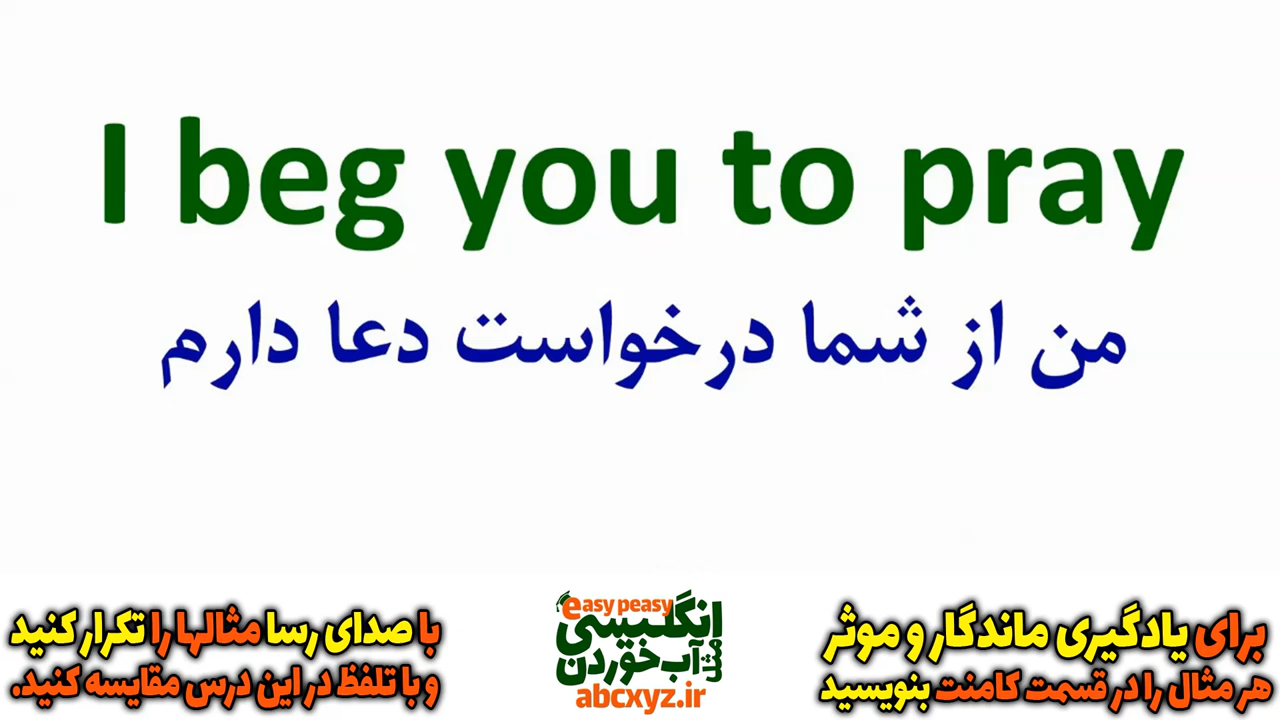 I beg you to pray
من از شما درخواست دعا دارم
برای یادگیری ماندگار و موثر
هر مثال را در قسمت کامنت بنویسید
easy peasy
انگلیسی
مثل
آب خوردن
abcxyz.ir
با صدای رسا مثالها را تکرار کنید
و با تلفظ در این درس مقایسه کنید.